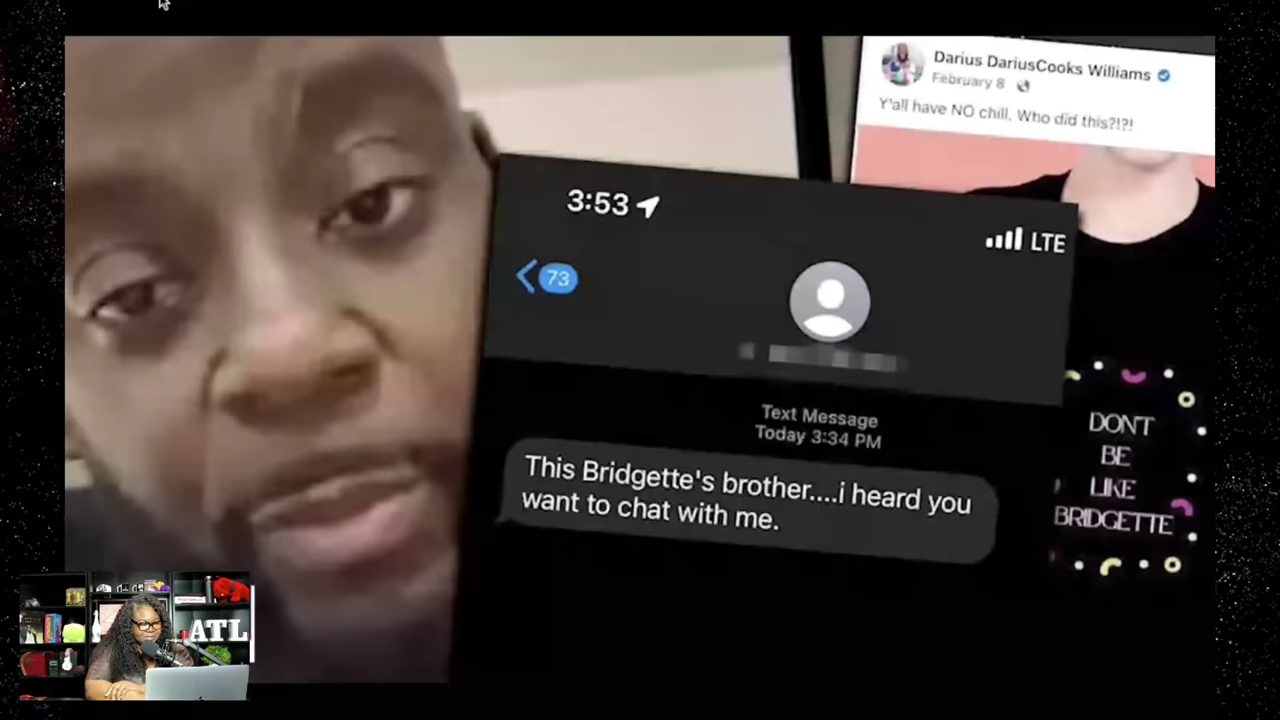 Darius DariusCooks Williams
February 8
Y'all have NO chill. Who did this?!?!
3:53
LTE
73
Text Message
Today 3:34 PM
This Bridgette's brother....i heard you
want to chat with me.
DON'T
BE
LIKE
BRIDGETTE
ATL